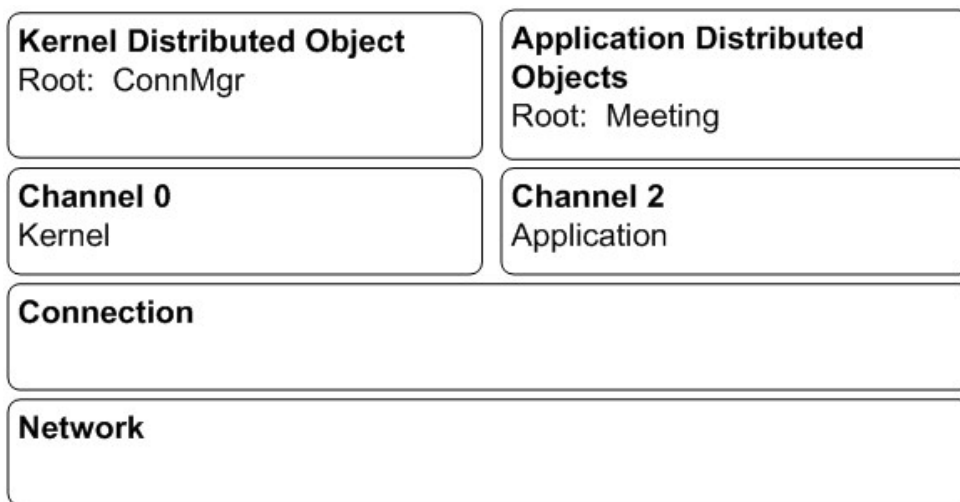 Kernel Distributed Object
Root:  ConnMgr
Application Distributed
Objects
Root:  Meeting
Channel 0
Kernel
Channel 2
Application
Connection
Network